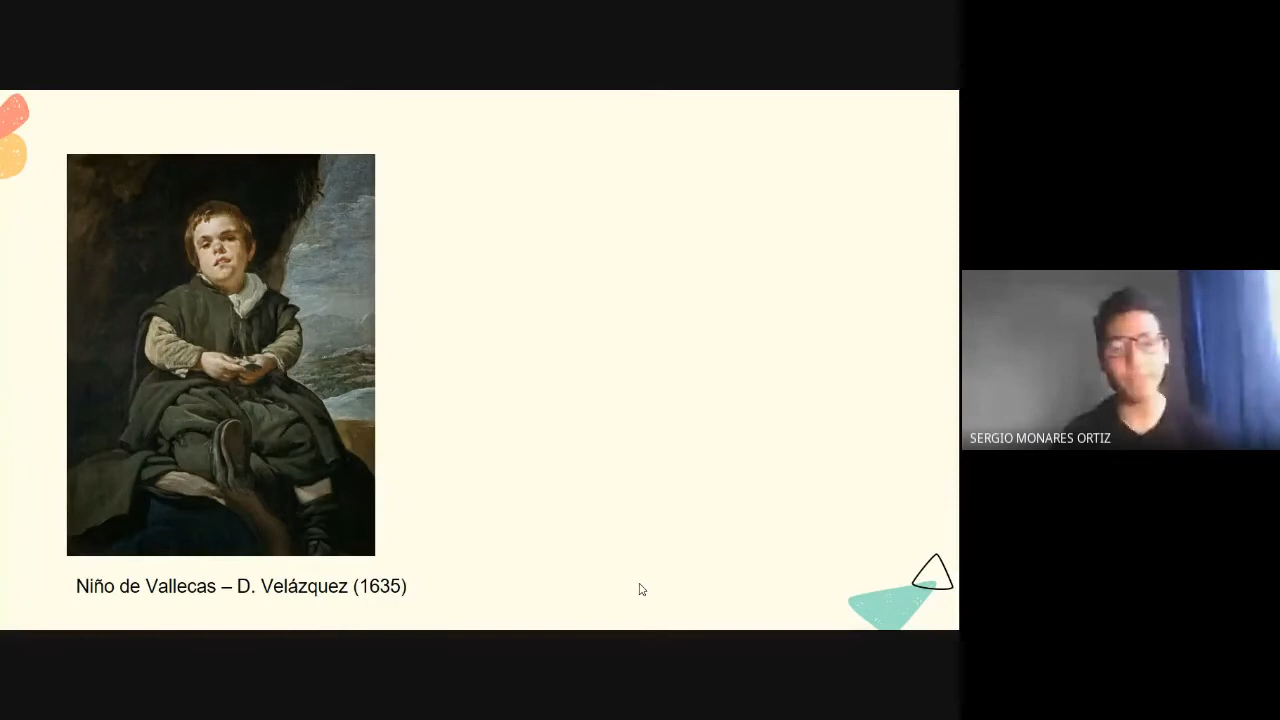 Niño de Vallecas – D. Velázquez (1635)
SERGIO MONARES ORTIZ